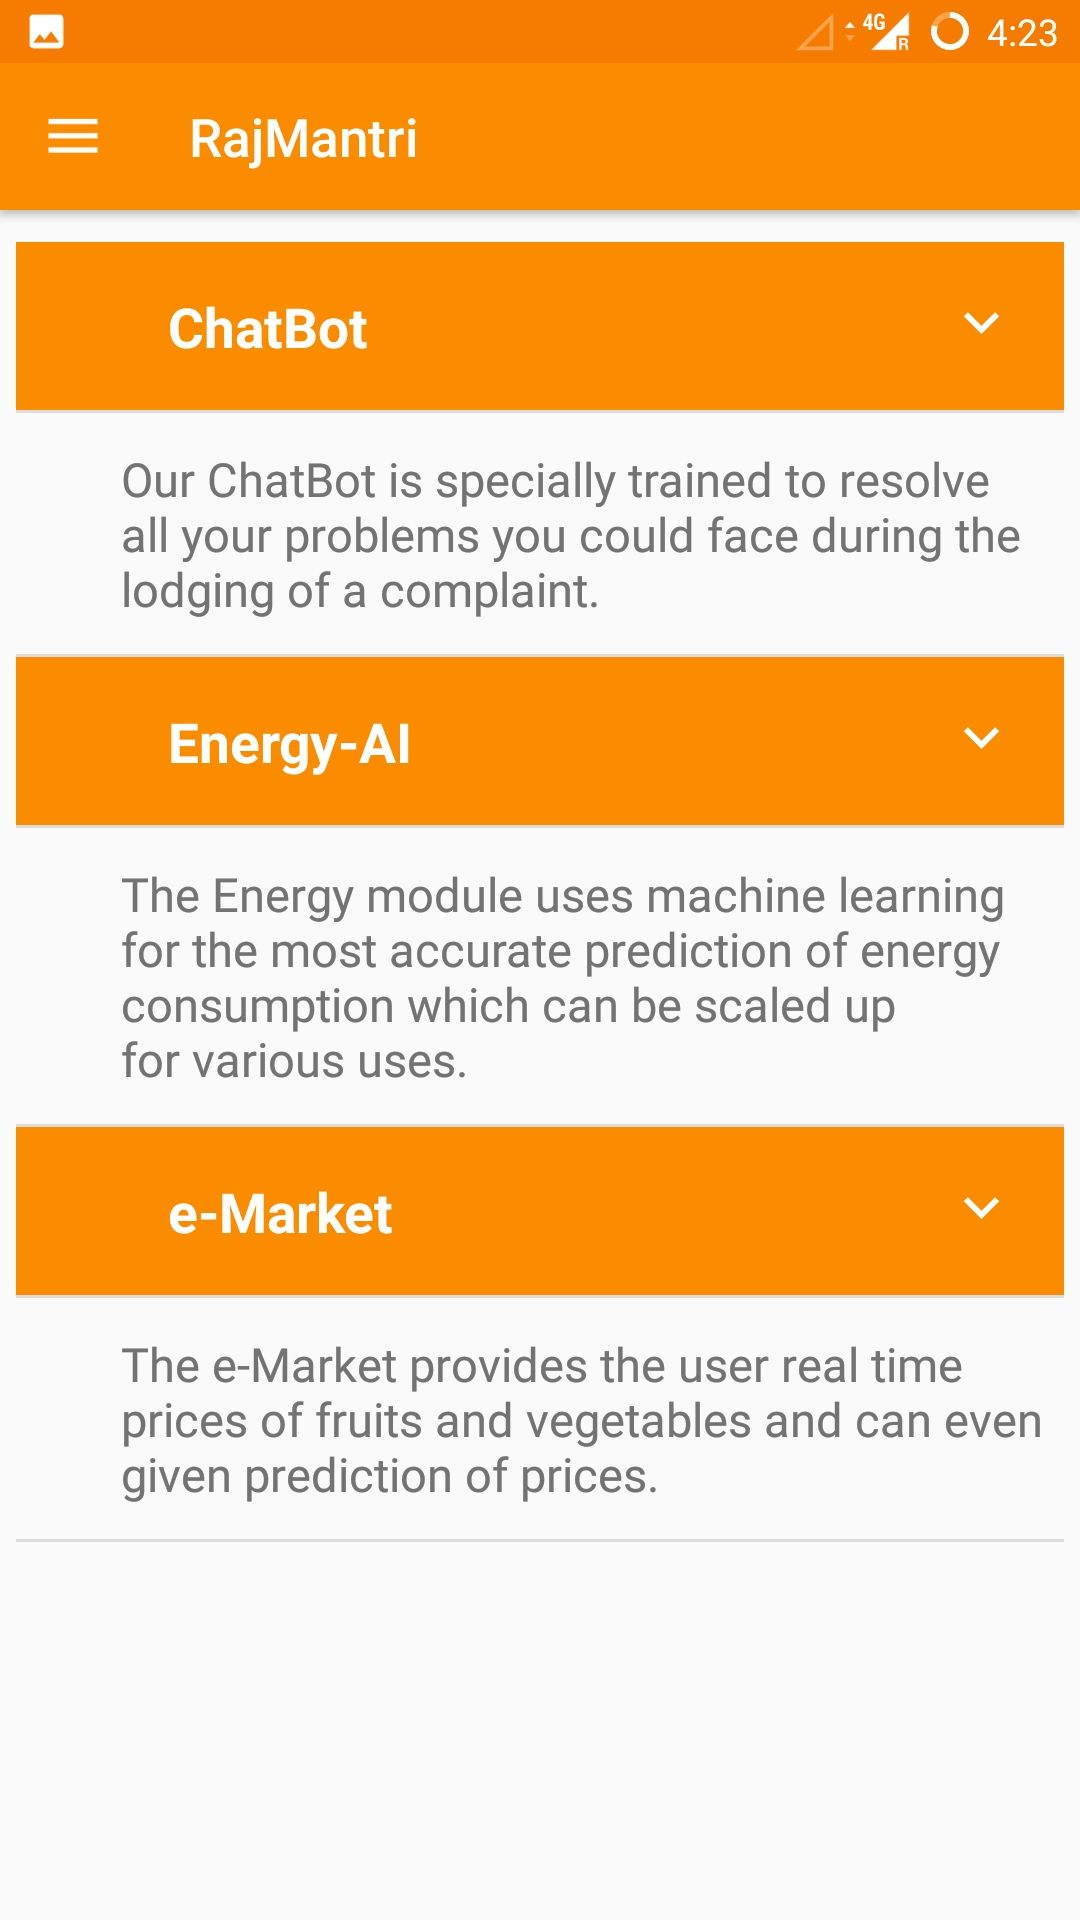 4G R 4:23
RajMantri
ChatBot
Our ChatBot is specially trained to resolve
all your problems you could face during the
lodging of a complaint.
Energy-AI
The Energy module uses machine learning
for the most accurate prediction of energy
consumption which can be scaled up
for various uses.
e-Market
The e-Market provides the user real time
prices of fruits and vegetables and can even
given prediction of prices.